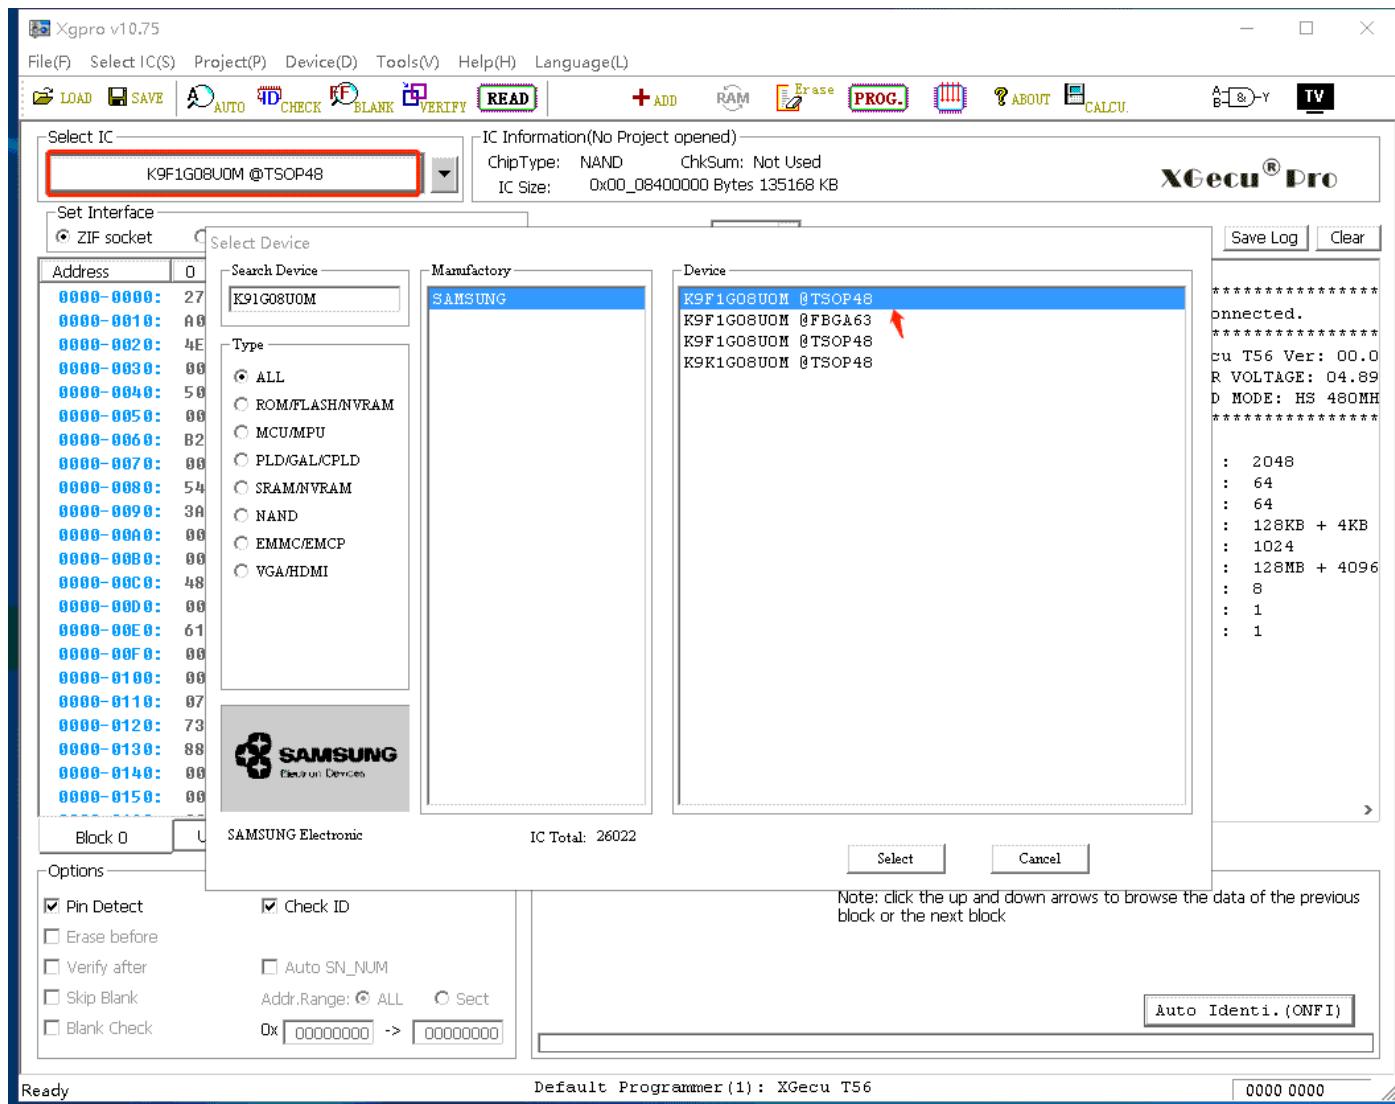 Xgpro v10.75
File(F) Select IC(S) Project(P) Device(D) Tools(V) Help(H) Language(L)
LOAD SAVE AUTO CHECK BLANK VERIFY READ ADD RAM Erase PROG. ABOUT CALCU. TV
Select IC
K9F1G08U0M @TSOP48
IC Information(No Project opened)
ChipType: NAND ChkSum: Not Used
IC Size: 0x00_08400000 Bytes 135168 KB
XGecu® Pro
Set Interface
ZIF socket
Save Log Clear
Address 0
0000-0000: 27
0000-0010: A0
0000-0020: 4E
0000-0030: 00
0000-0040: 50
0000-0050: 00
0000-0060: B2
0000-0070: 00
0000-0080: 54
0000-0090: 3A
0000-00A0: 00
0000-00B0: 00
0000-00C0: 48
0000-00D0: 00
0000-00E0: 61
0000-00F0: 00
0000-0100: 00
0000-0110: 07
0000-0120: 73
0000-0130: 88
0000-0140: 00
0000-0150: 00
Select Device
Search Device
K91G08U0M
Type
ALL
ROM/FLASH/NVRAM
MCU/MPU
PLD/GAL/CPLD
SRAM/NVRAM
NAND
EMMC/EMCP
VGA/HDMI
SAMSUNG
Electron Devices
SAMSUNG Electronic
Manufactory
SAMSUNG
Device
K9F1G08U0M @TSOP48
K9F1G08U0M @FBGA63
K9F1G08U0M @TSOP48
K9K1G08U0M @TSOP48
IC Total: 26022
Select Cancel
****************
onnected.
****************
cu T56 Ver: 00.0
R VOLTAGE: 04.89
D MODE: HS 480MH
****************
: 2048
: 64
: 64
: 128KB + 4KB
: 1024
: 128MB + 4096
: 8
: 1
: 1
Block 0
Options
Pin Detect Check ID
Erase before
Verify after Auto SN_NUM
Skip Blank Addr.Range: ALL Sect
Blank Check 0x 00000000 -> 00000000
Note: click the up and down arrows to browse the data of the previous
block or the next block
Auto Identi.(ONFI)
Ready Default Programmer(1): XGecu T56 0000 0000